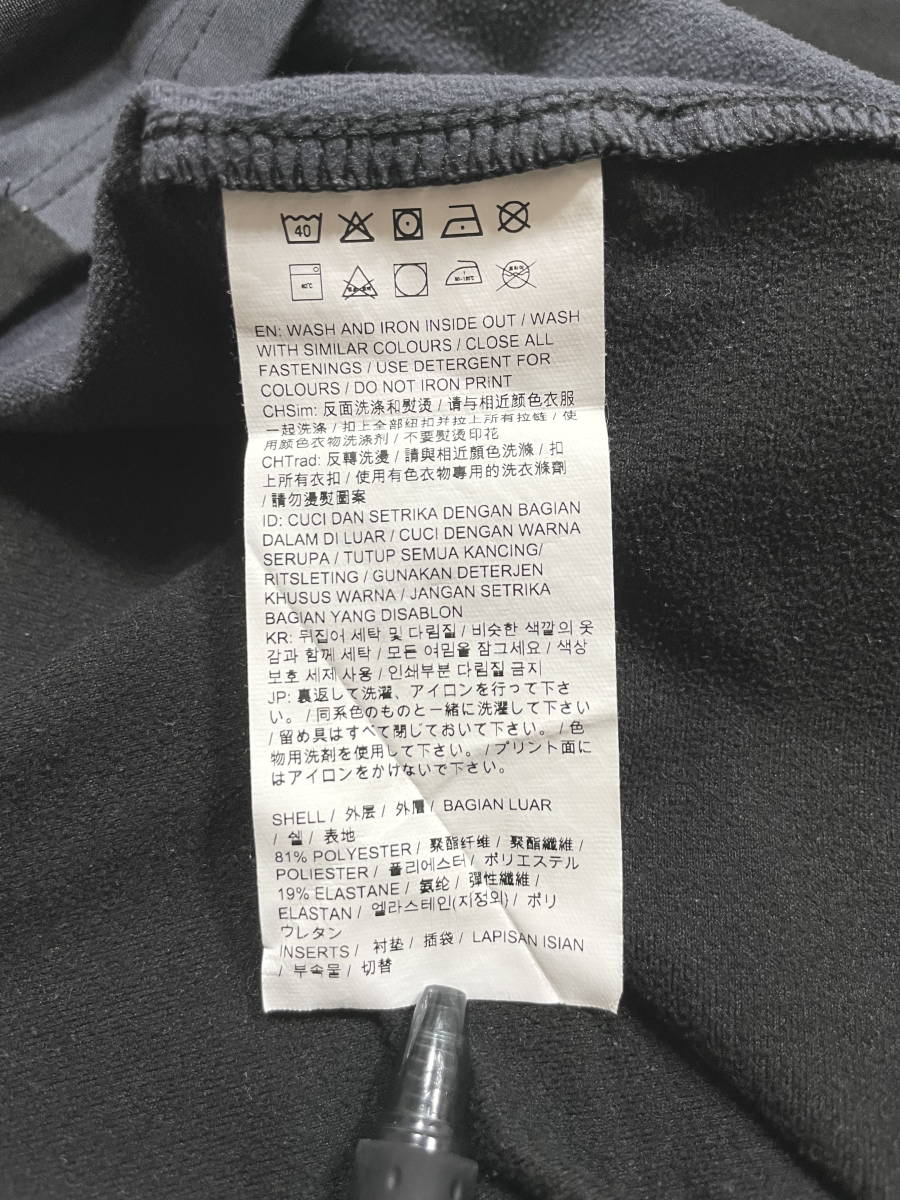 40
60℃
EN: WASH AND IRON INSIDE OUT / WASH
WITH SIMILAR COLOURS / CLOSE ALL
FASTENINGS / USE DETERGENT FOR
COLOURS / DO NOT IRON PRINT
CHSim: 反面洗涤和熨烫 / 请与相近颜色衣服
一起洗涤 / 扣上全部纽扣并拉上所有拉链 / 使
用颜色衣物洗涤剂 / 不要熨烫印花
CHTrad: 反轉洗燙 / 請與相近顏色洗滌 / 扣
上所有衣扣 / 使用有色衣物專用的洗衣滌劑
/ 請勿燙熨圖案
ID: CUCI DAN SETRIKA DENGAN BAGIAN
DALAM DI LUAR / CUCI DENGAN WARNA
SERUPA / TUTUP SEMUA KANCING/
RITSLETING / GUNAKAN DETERJEN
KHUSUS WARNA / JANGAN SETRIKA
BAGIAN YANG DISABLON
KR: 뒤집어 세탁 및 다림질 / 비슷한 색깔의 옷
감과 함께 세탁 / 모든 여밈을 잠그세요 / 색상
보호 세제 사용 / 인쇄부분 다림질 금지
JP: 裏返して洗濯、アイロンを行って下さ
い。 / 同系色のものと一緒に洗濯して下さい
/ 留め具はすべて閉じておいて下さい。 / 色
物用洗剤を使用して下さい。 / プリント面に
はアイロンをかけないで下さい。
SHELL / 外层 / 外層 / BAGIAN LUAR
/ 쉘 / 表地
81% POLYESTER / 聚酯纤维 / 聚酯纖維 /
POLIESTER / 폴리에스터 / ポリエステル
19% ELASTANE / 氨纶 / 彈性纖維 /
ELASTAN / 엘라스테인(지정외) / ポリ
ウレタン
INSERTS / 衬垫 / 插袋 / LAPISAN ISIAN
/ 부속물 / 切替